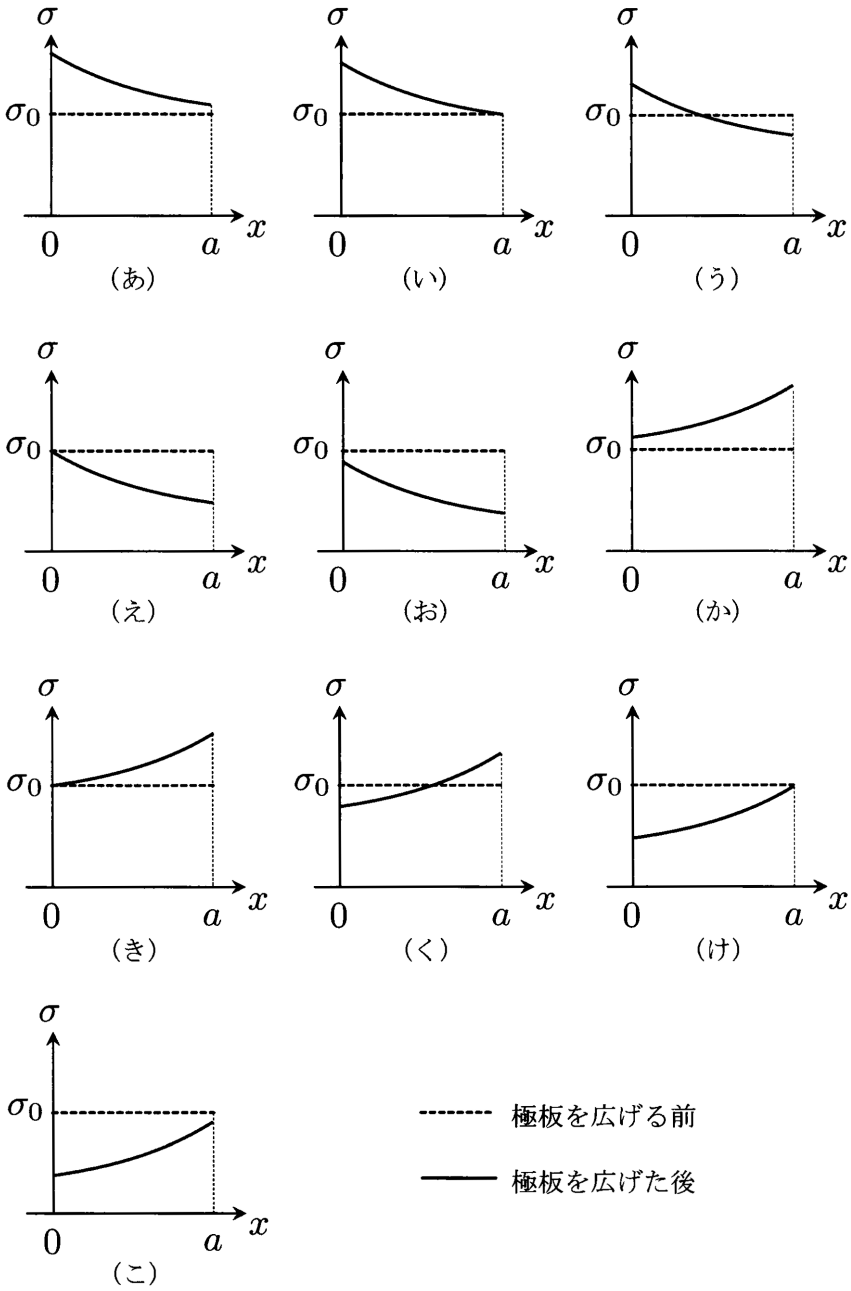 σ σ σ
σ0 σ0 σ0
0 a x 0 a x 0 a x
(あ) (い) (う)
σ σ σ
σ0 σ0 σ0
0 a x 0 a x 0 a x
(え) (お) (か)
σ σ σ
σ0 σ0 σ0
0 a x 0 a x 0 a x
(き) (く) (け)
σ
σ0
極板を広げる前
極板を広げた後
0 a x
(こ)